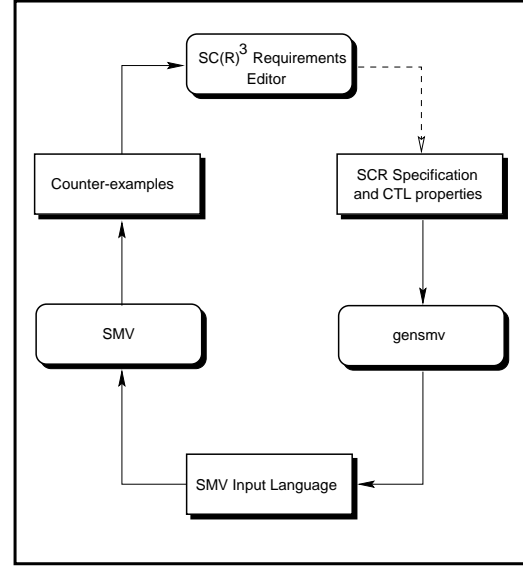 SC(R)³ Requirements
Editor
Counter-examples
SCR Specification
and CTL properties
SMV
gensmv
SMV Input Language